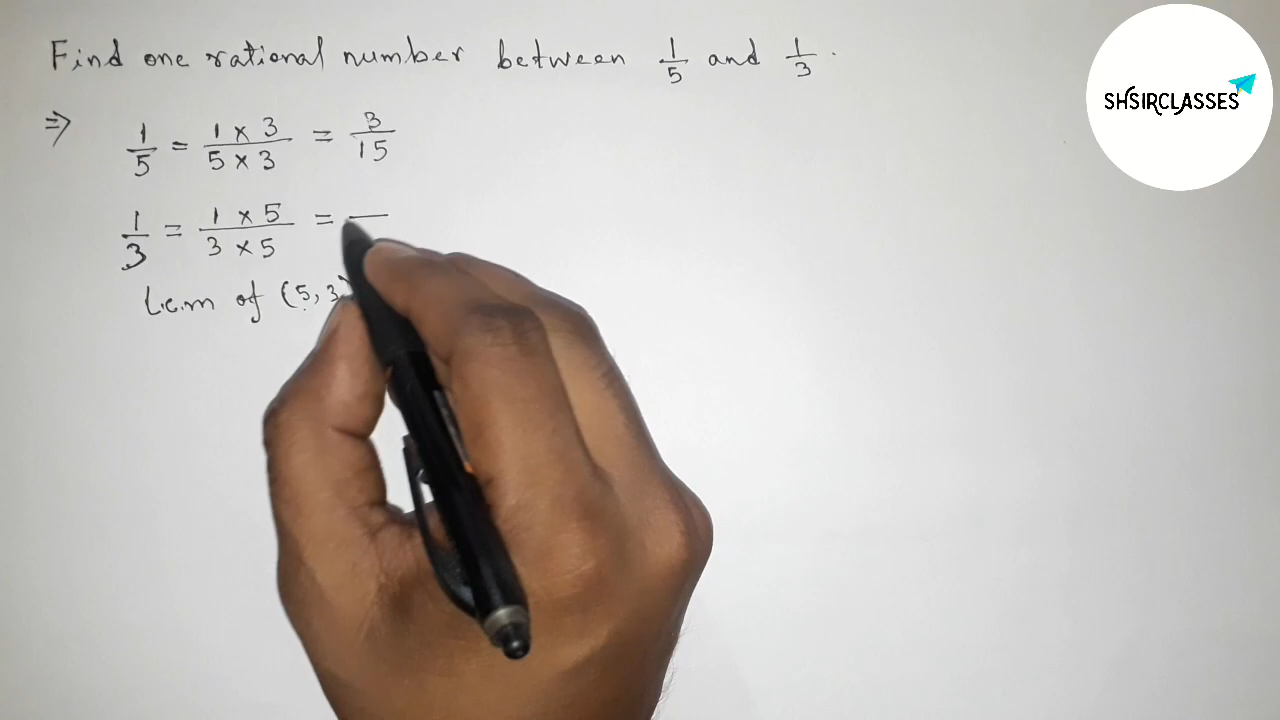 Find one rational number between 1/5 and 1/3.
SHSIRCLASSES
⇒ 1/5 = 1 × 3 / 5 × 3 = 3/15
1/3 = 1 × 5 / 3 × 5 =
L.c.m of (5, 3)